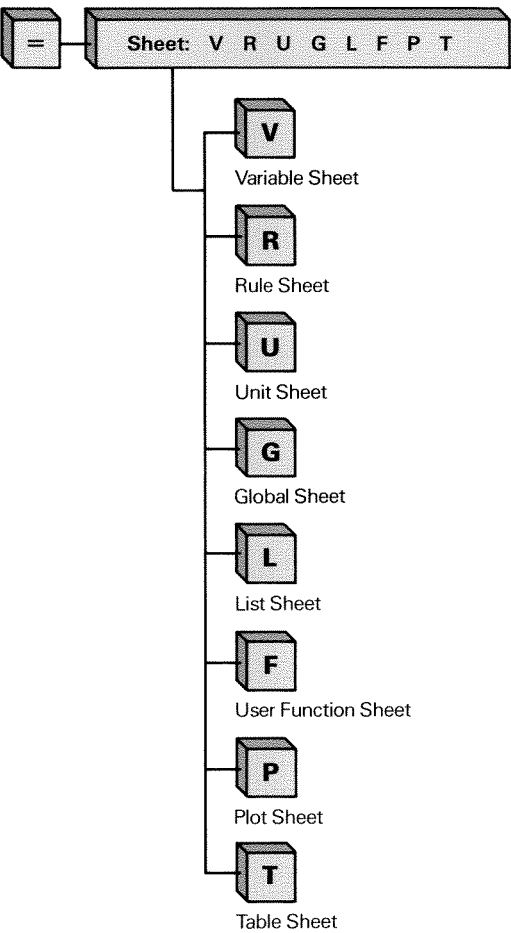 = Sheet: V R U G L F P T
V
Variable Sheet
R
Rule Sheet
U
Unit Sheet
G
Global Sheet
L
List Sheet
F
User Function Sheet
P
Plot Sheet
T
Table Sheet